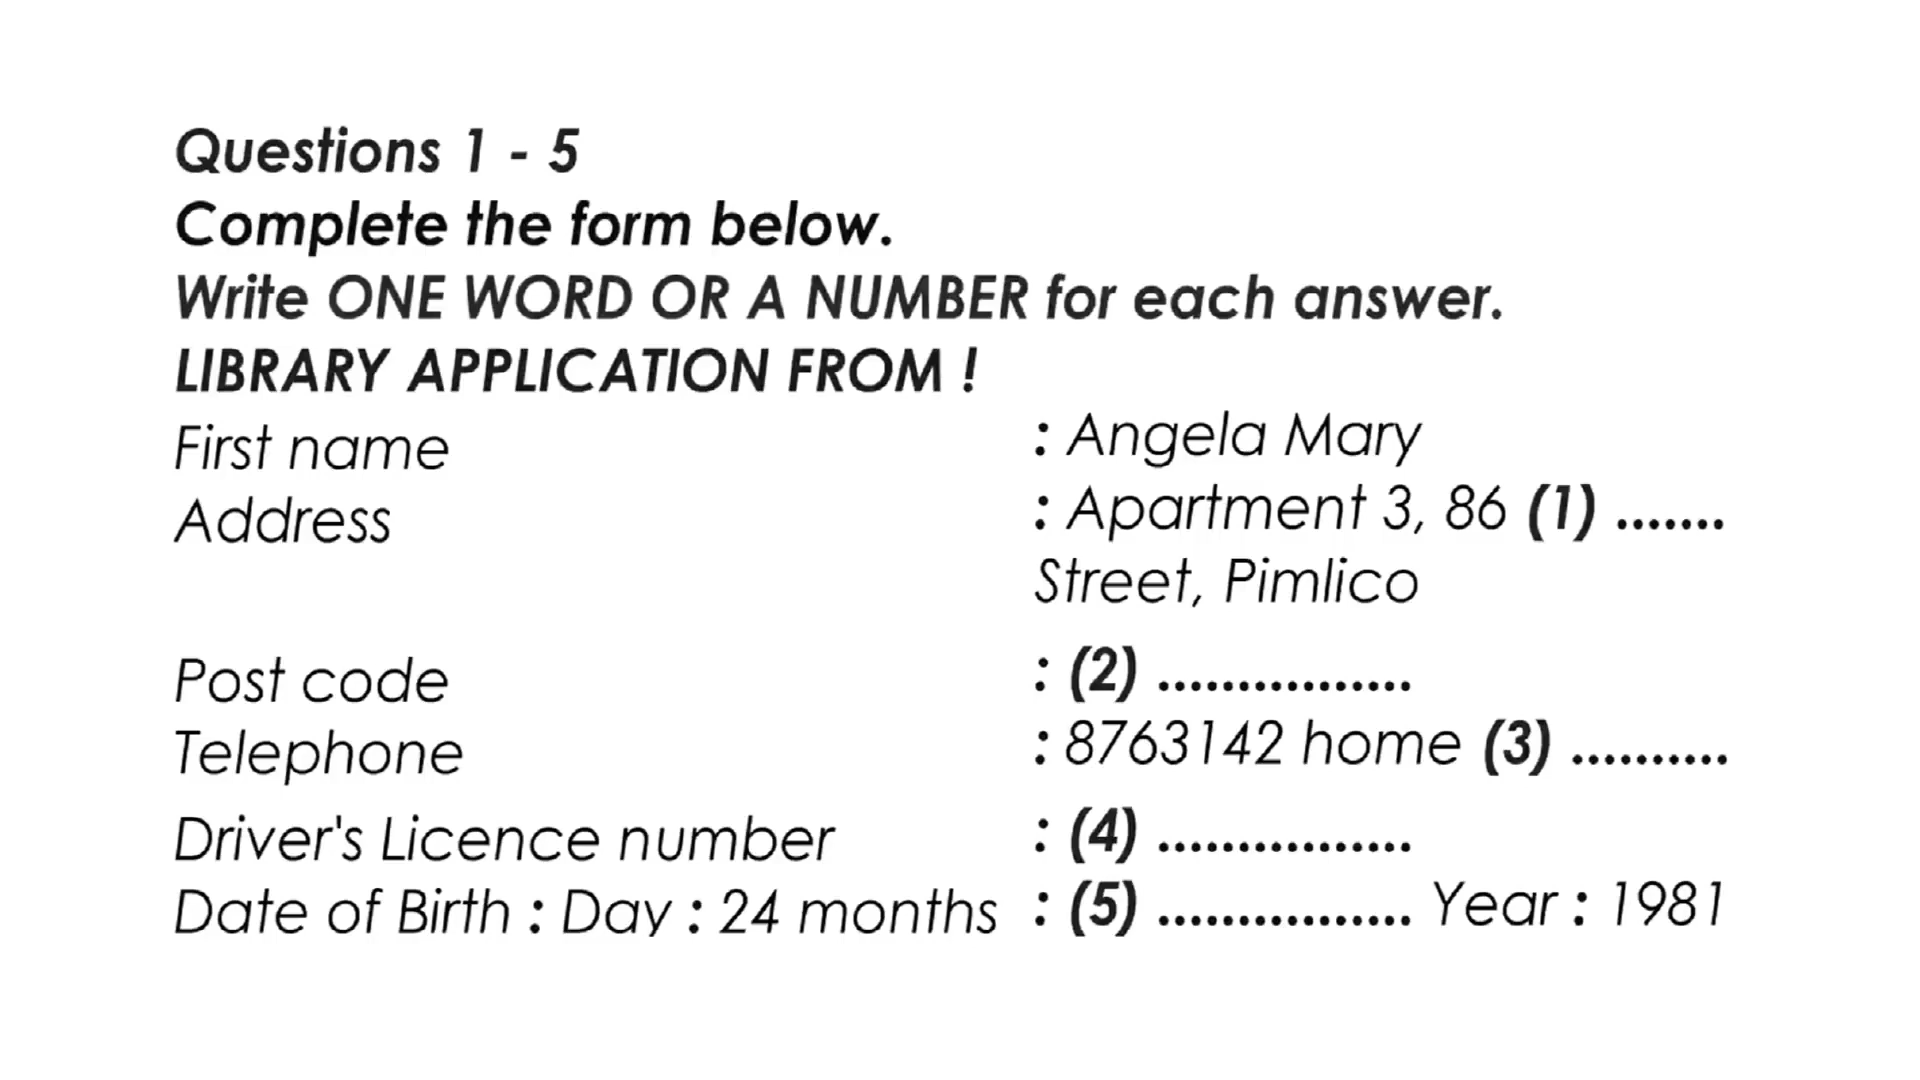 Questions 1 - 5
Complete the form below.
Write ONE WORD OR A NUMBER for each answer.
LIBRARY APPLICATION FROM !
First name : Angela Mary
Address : Apartment 3, 86 (1) .......
Street, Pimlico
Post code : (2) ................
Telephone : 8763142 home (3) ..........
Driver's Licence number : (4) ................
Date of Birth : Day : 24 months : (5) ................ Year : 1981